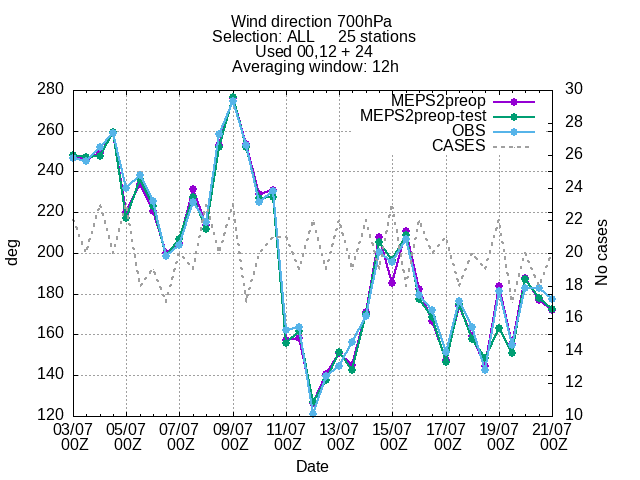 Wind direction 700hPa
Selection: ALL 25 stations
Used 00,12 + 24
Averaging window: 12h
280 30
MEPS2preop
MEPS2preop-test
OBS
CASES
260
240
220
200
180
160
140
120
28
26
24
22
20
18
16
14
12
10
deg
No cases
03/07 05/07 07/07 09/07 11/07 13/07 15/07 17/07 19/07 21/07
00Z 00Z 00Z 00Z 00Z 00Z 00Z 00Z 00Z 00Z
Date